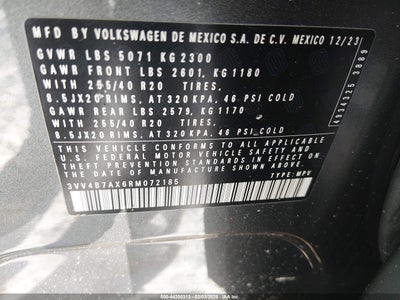 MFD BY VOLKSWAGEN DE MEXICO S.A. DE C.V. MEXICO 12/23
GVWR LBS 5071 KG 2300
GAWR FRONT LBS 2601, KG 1180
WITH 255/40 R20 TIRES,
8.5JX20 RIMS, AT 320 KPA, 46 PSI COLD
GAWR REAR LBS 2579, KG 1170
WITH 255/40 R20 TIRES,
8.5JX20 RIMS, AT 320 KPA, 46 PSI COLD
THIS VEHICLE CONFORMS TO ALL APPLICABLE
U.S. FEDERAL MOTOR VEHICLE SAFETY AND
THEFT PREVENTION STANDARDS IN EFFECT ON THE
DATE OF MANUFACTURE SHOWN ABOVE.
3VV4B7AX6RM072185
TYPE: MPV
3889